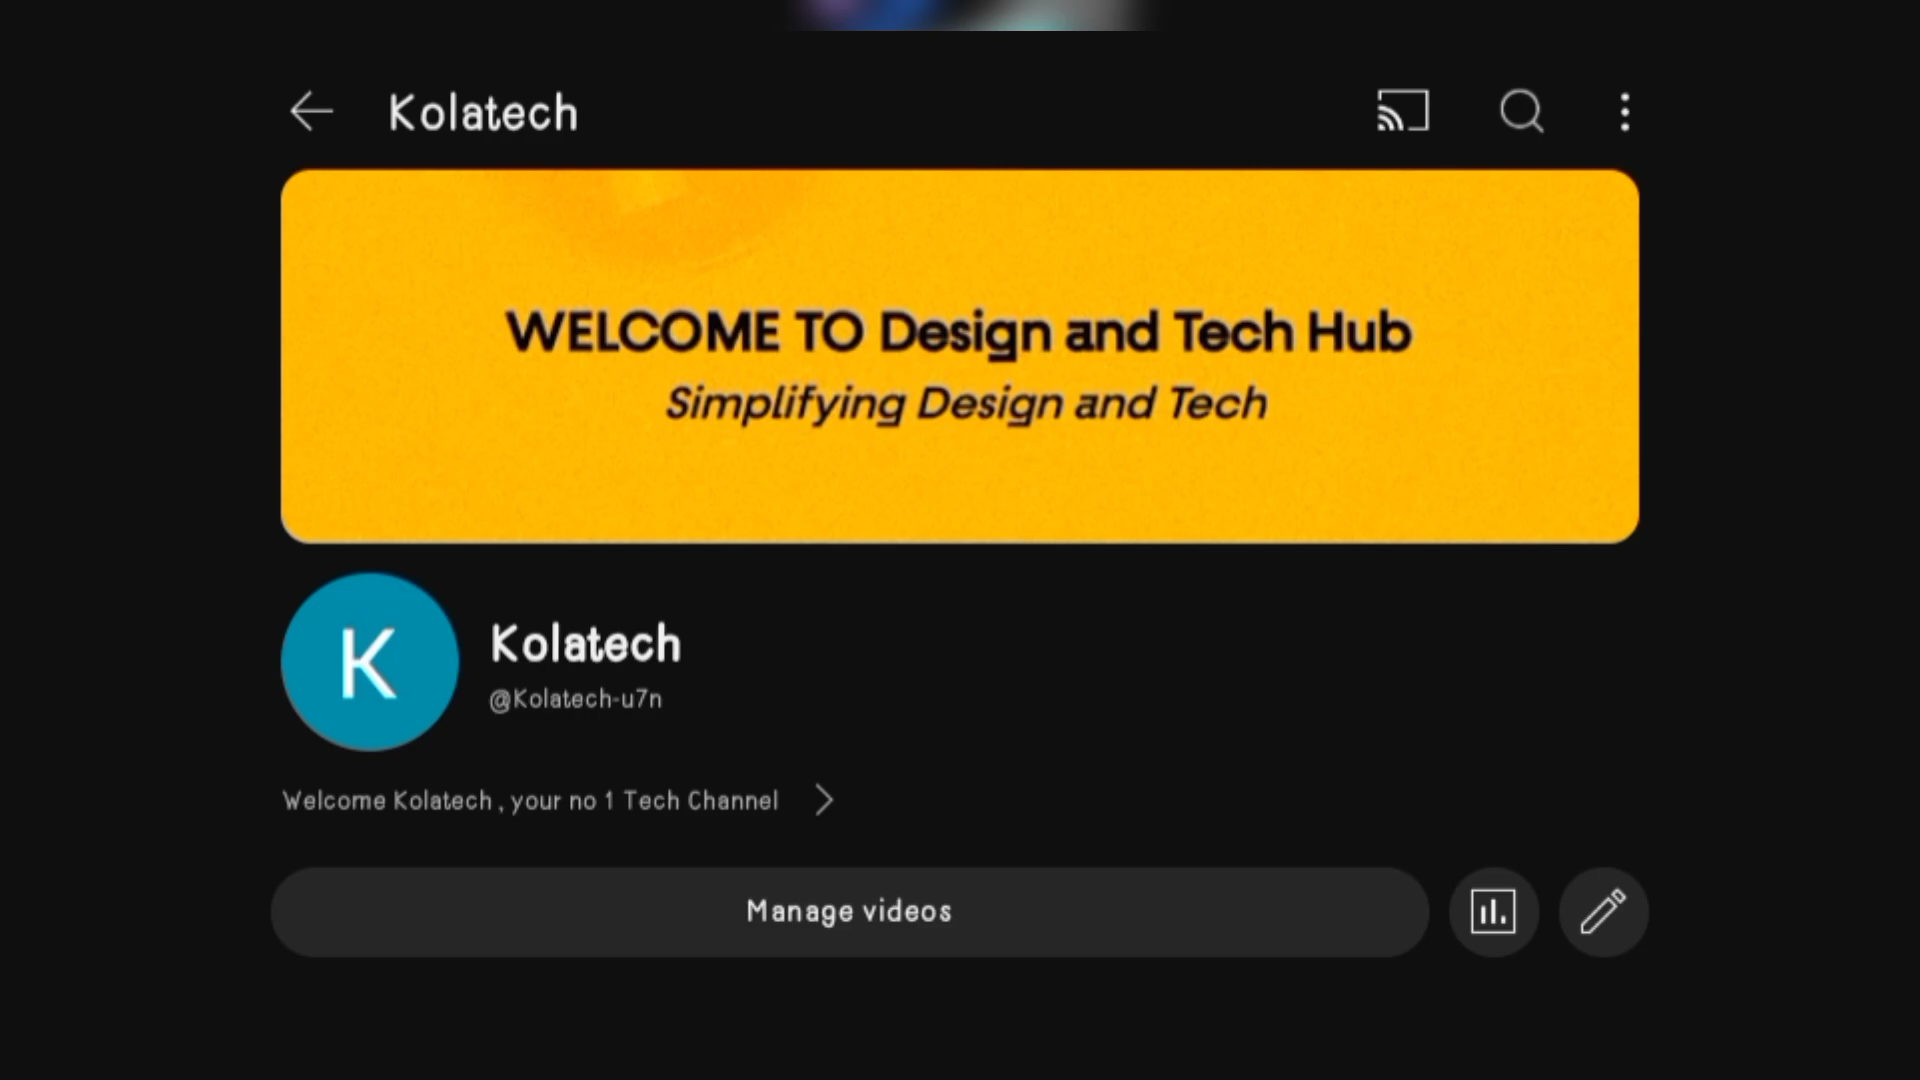 Kolatech
WELCOME TO Design and Tech Hub
Simplifying Design and Tech
K
Kolatech
@Kolatech-u7n
Welcome Kolatech , your no 1 Tech Channel
Manage videos